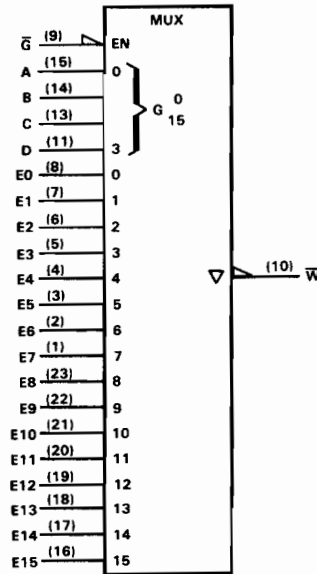 MUX
G̅ (9) EN
A (15) 0
B (14)
C (13)
G 0
15
D (11) 3
E0 (8) 0
E1 (7) 1
E2 (6) 2
E3 (5) 3
E4 (4) 4
▽ (10) W̅
E5 (3) 5
E6 (2) 6
E7 (1) 7
E8 (23) 8
E9 (22) 9
E10 (21) 10
E11 (20) 11
E12 (19) 12
E13 (18) 13
E14 (17) 14
E15 (16) 15